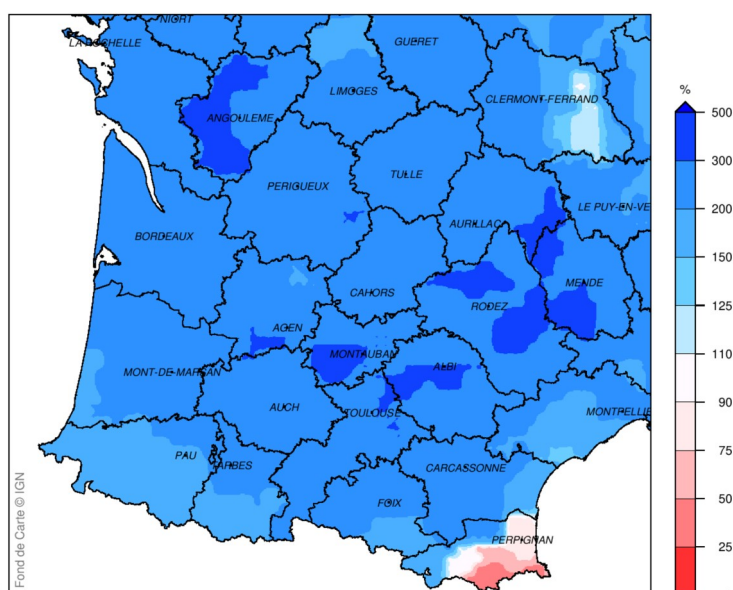 NIORT
LA ROCHELLE
GUERET
%
LIMOGES
CLERMONT-FERRAND
500
ANGOULEME
300
PERIGUEUX
TULLE
200
AURILLAC
LE PUY-EN-VE
BORDEAUX
150
CAHORS
MENDE
RODEZ
125
AGEN
MONTAUBAN
110
MONT-DE-MARSAN
ALBI
90
AUCH
TOULOUSE
MONTPELLIE
75
PAU
TARBES
CARCASSONNE
50
FOIX
PERPIGNAN
25
Fond de Carte © IGN